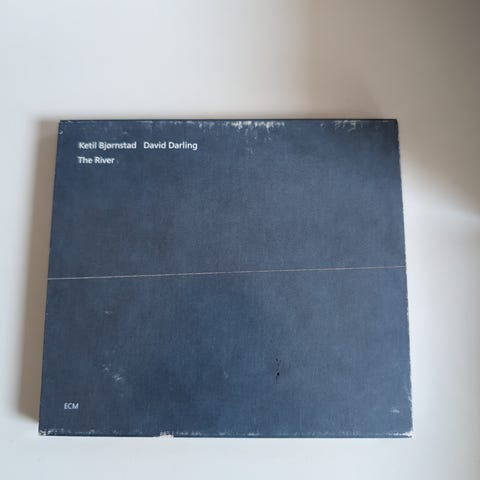 Ketil Bjørnstad David Darling
The River
ECM